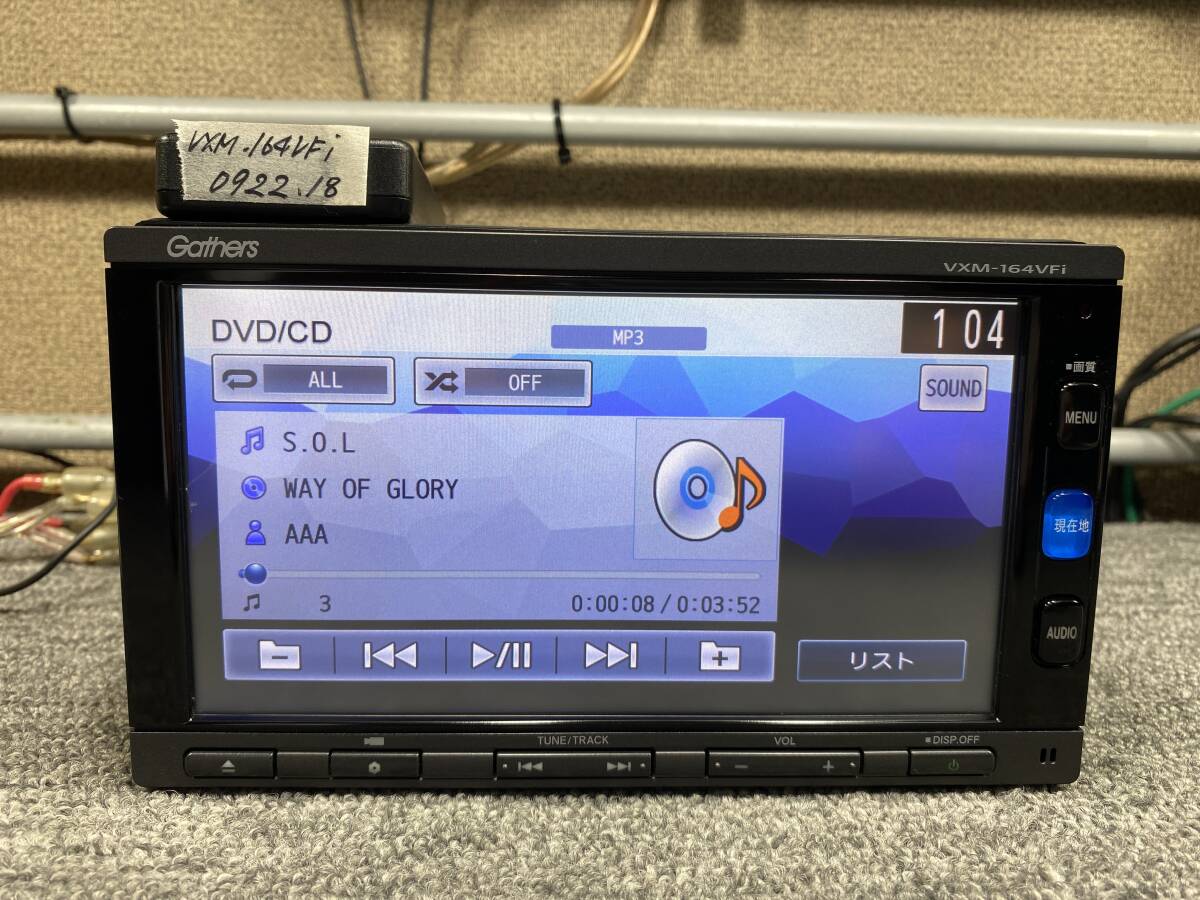 VXM-164VFi
0922.18
Gathers
VXM-164VFi
DVD/CD
MP3
1 04
ALL
OFF
SOUND
S.O.L
WAY OF GLORY
AAA
3
0:00:08/0:03:52
リスト
画質
MENU
現在地
AUDIO
TUNE/TRACK
VOL
DISP.OFF